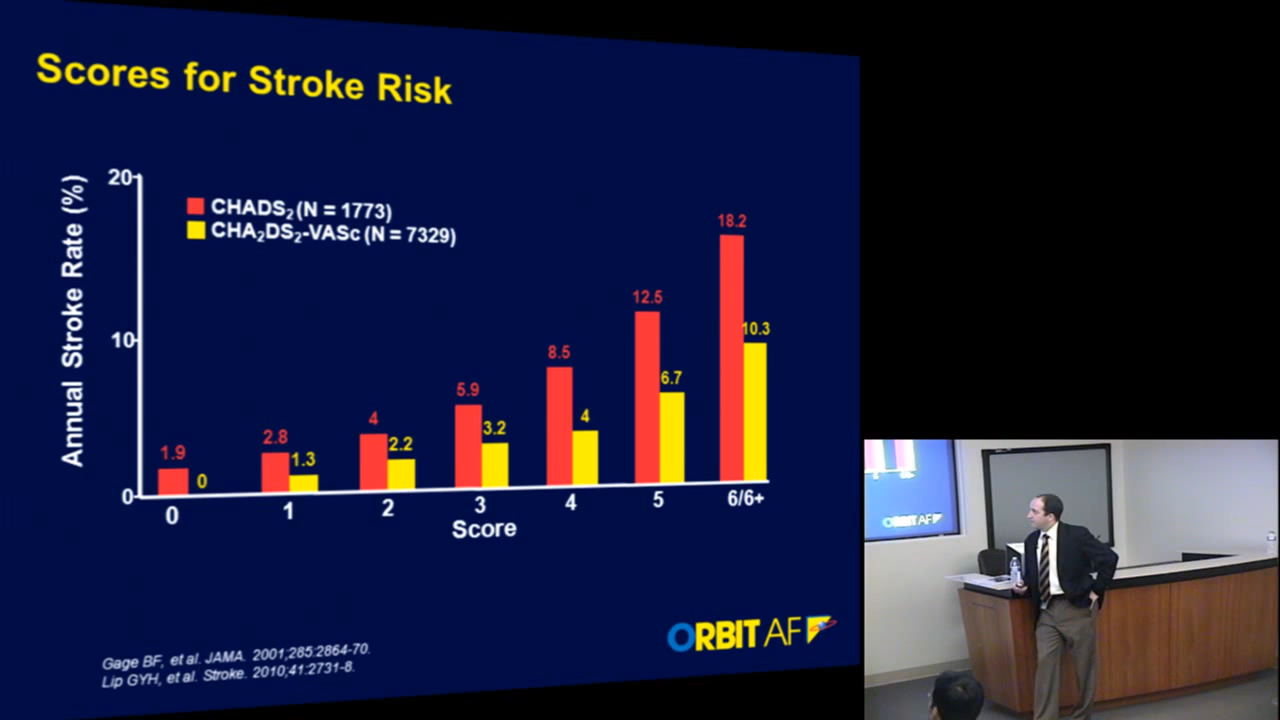 Scores for Stroke Risk
Annual Stroke Rate (%)
20
10
0
CHADS₂ (N = 1773)
CHA₂DS₂-VASc (N = 7329)
1.9
0
2.8
1.3
4
2.2
5.9
3.2
8.5
4
12.5
6.7
18.2
10.3
0 1 2 3 4 5 6/6+
Score
ORBIT AF
Gage BF, et al. JAMA. 2001;285:2864-70.
Lip GYH, et al. Stroke. 2010;41:2731-8.
ORBIT AF